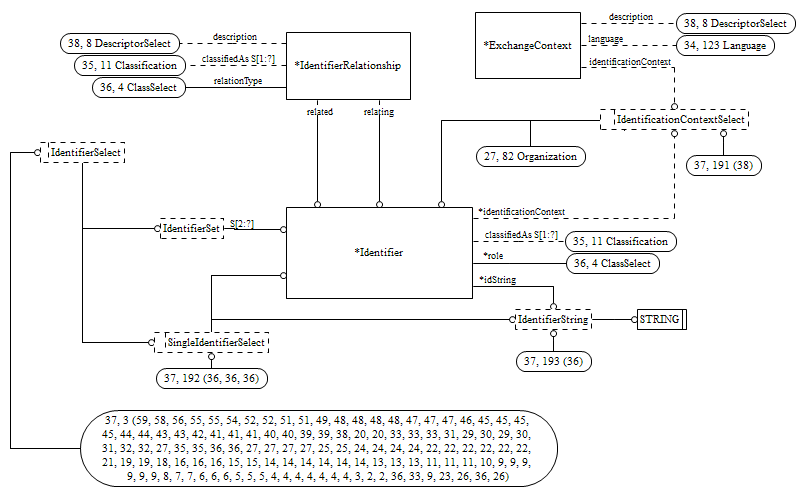 description
38, 8 DescriptorSelect
classifiedAs S[1:?]
35, 11 Classification
relationType
36, 4 ClassSelect
*IdentifierRelationship
related
relating
*ExchangeContext
description
38, 8 DescriptorSelect
language
34, 123 Language
identificationContext
IdentificationContextSelect
27, 82 Organization
37, 191 (38)
IdentifierSelect
IdentifierSet
S[2:?]
*Identifier
*identificationContext
classifiedAs S[1:?]
35, 11 Classification
*role
36, 4 ClassSelect
*idString
IdentifierString
STRING
37, 193 (36)
SingleIdentifierSelect
37, 192 (36, 36, 36)
37, 3 (59, 58, 56, 55, 55, 54, 52, 52, 51, 51, 49, 48, 48, 48, 48, 47, 47, 47, 46, 45, 45, 45,
45, 44, 44, 43, 43, 42, 41, 41, 41, 40, 40, 39, 39, 38, 20, 20, 33, 33, 33, 31, 29, 30, 29, 30,
31, 32, 32, 27, 35, 35, 36, 36, 27, 27, 27, 27, 25, 25, 24, 24, 24, 24, 22, 22, 22, 22, 22, 22,
21, 19, 19, 18, 16, 16, 16, 15, 15, 14, 14, 14, 14, 14, 14, 13, 13, 13, 11, 11, 11, 10, 9, 9, 9,
9, 9, 9, 8, 7, 7, 6, 6, 6, 5, 5, 5, 4, 4, 4, 4, 4, 4, 4, 3, 2, 2, 36, 33, 9, 23, 26, 36, 26)